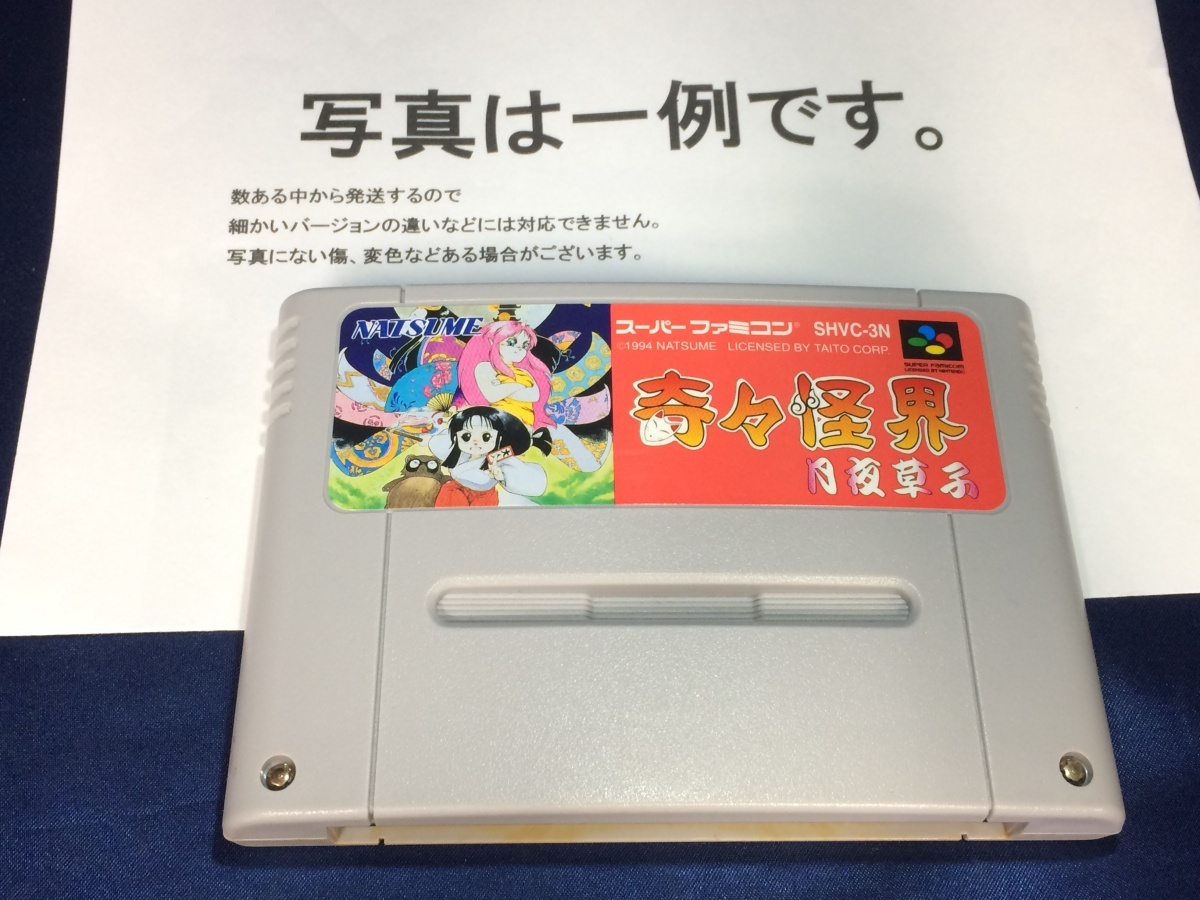 写真は一例です。
数ある中から発送するので
細かいバージョンの違いなどには対応できません。
写真にない傷、変色などある場合がございます。
NATSUME
スーパーファミコン® SHVC-3N
©1994 NATSUME LICENSED BY TAITO CORP.
SUPER FAMICOM
LICENSED BY NINTENDO
奇々怪界
月夜草子